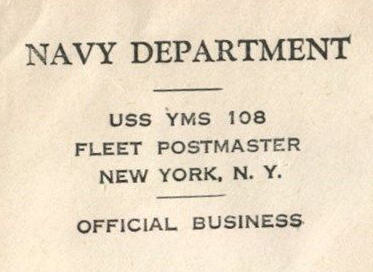 NAVY DEPARTMENT
USS YMS 108
FLEET POSTMASTER
NEW YORK, N. Y.
OFFICIAL BUSINESS